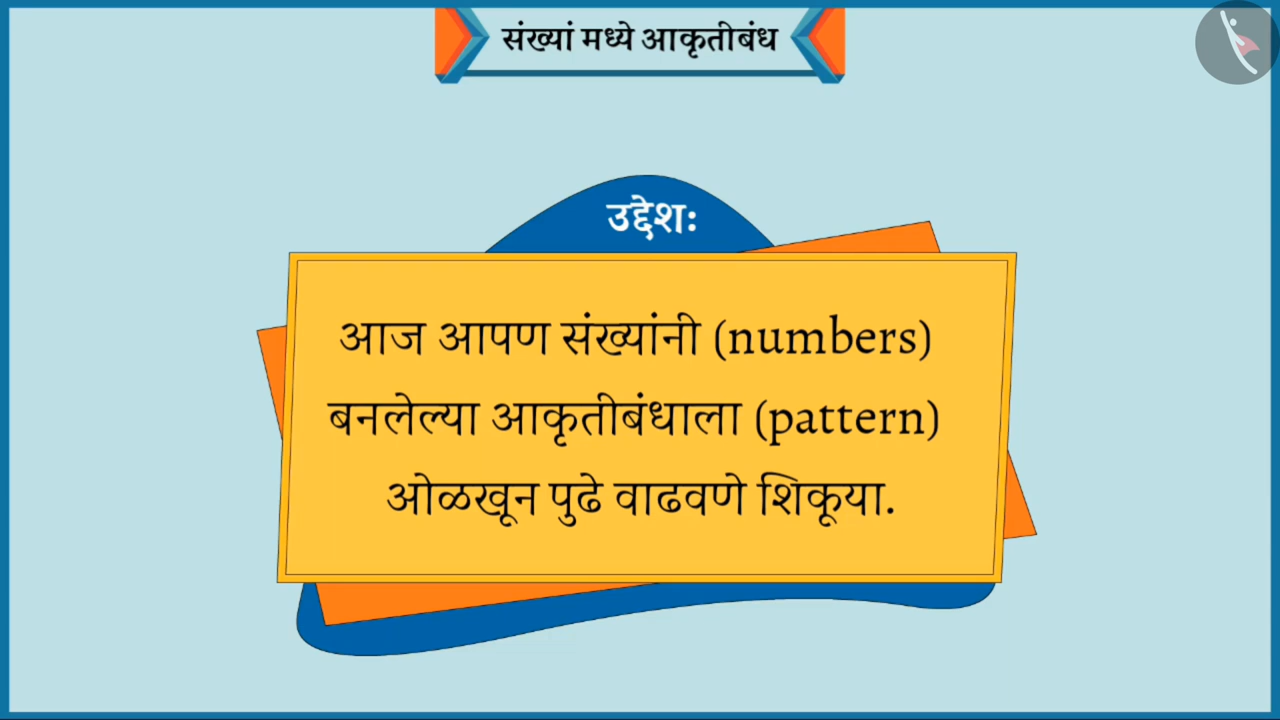 संख्यां मध्ये आकृतीबंध
उद्देशः
आज आपण संख्यांनी (numbers)
बनलेल्या आकृतीबंधाला (pattern)
ओळखून पुढे वाढवणे शिकूया.